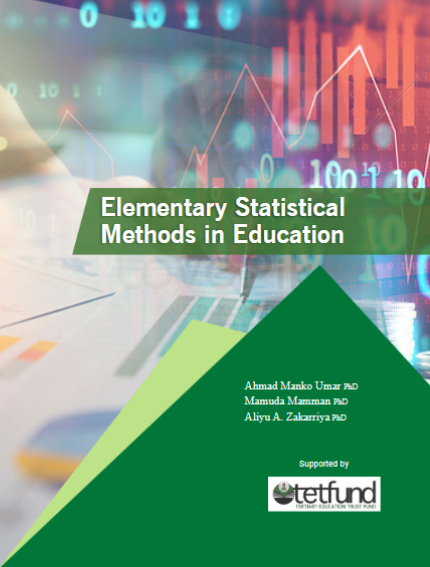 Elementary Statistical
Methods in Education
Ahmad Manko Umar PhD
Mamuda Mamman PhD
Aliyu A. Zakarriya PhD
Supported by
tetfund
TERTIARY EDUCATION TRUST FUND